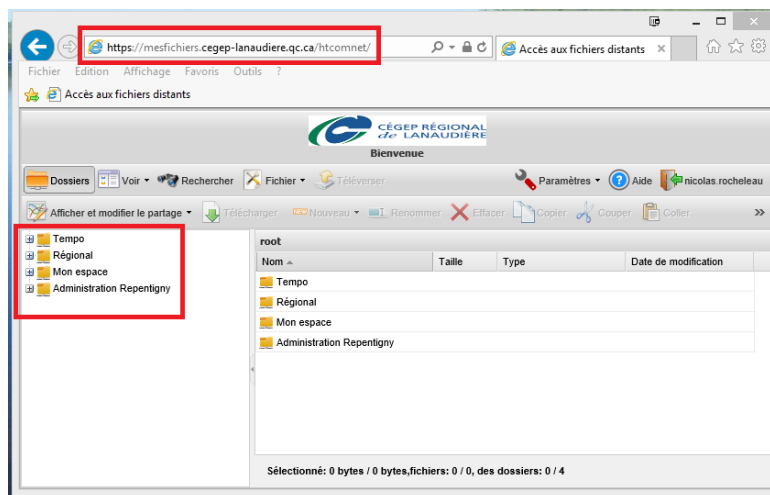 https://mesfichiers.cegep-lanaudiere.qc.ca/htcomnet/
Accès aux fichiers distants
Fichier Edition Affichage Favoris Outils ?
Accès aux fichiers distants
CÉGEP RÉGIONAL
de LANAUDIÈRE
Bienvenue
Dossiers Voir Rechercher Fichier Téléverser Paramètres Aide nicolas.rocheleau
Afficher et modifier le partage Télécharger Nouveau Renommer Effacer Copier Couper Coller »
Tempo
Régional
Mon espace
Administration Repentigny
root
Nom Taille Type Date de modification
Tempo
Régional
Mon espace
Administration Repentigny
Sélectionné: 0 bytes / 0 bytes,fichiers: 0 / 0, des dossiers: 0 / 4